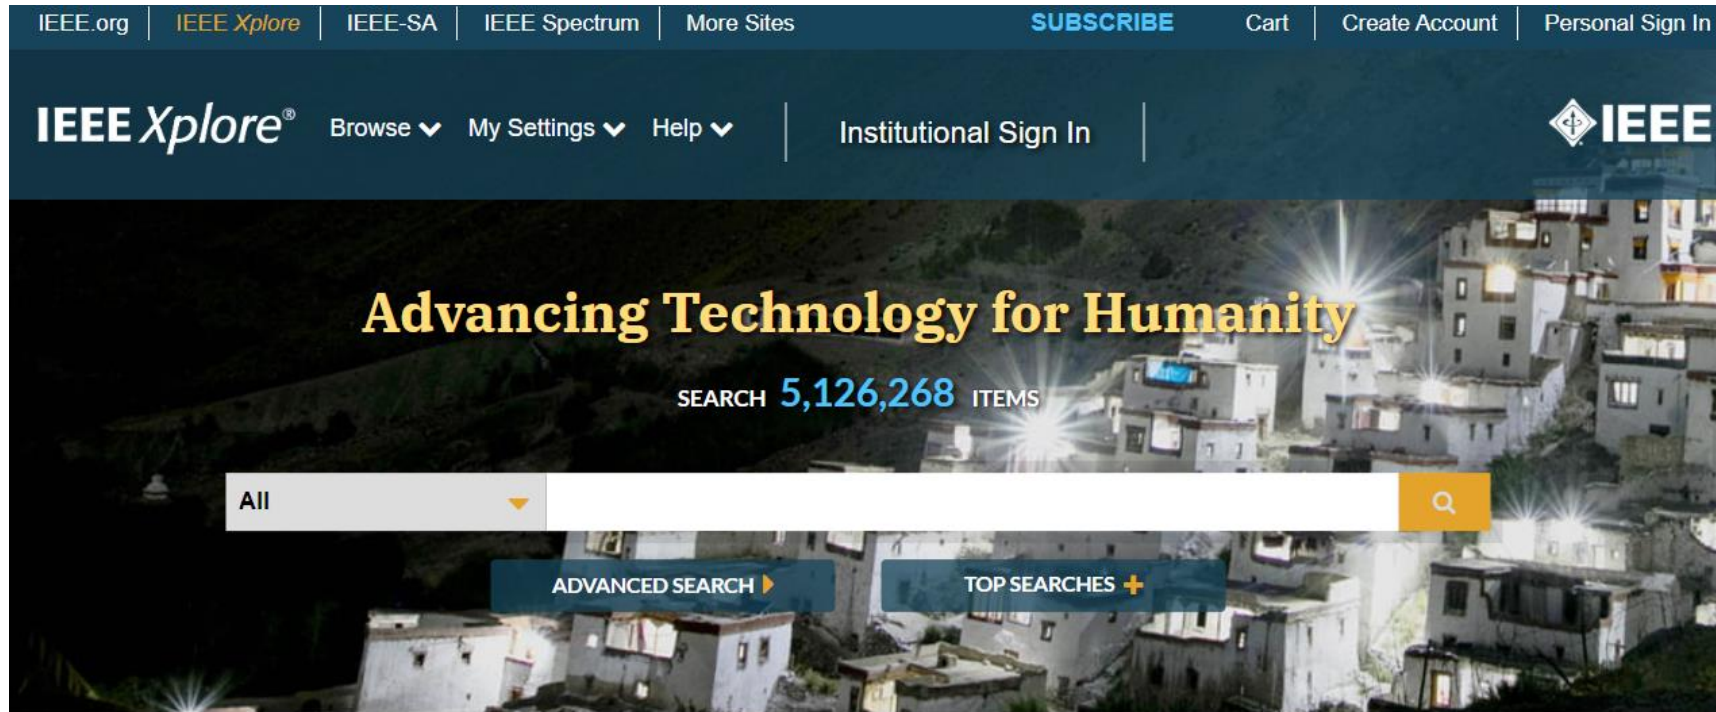 IEEE.org IEEE Xplore IEEE-SA IEEE Spectrum More Sites SUBSCRIBE Cart Create Account Personal Sign In
IEEE Xplore® Browse My Settings Help Institutional Sign In IEEE
Advancing Technology for Humanity
SEARCH 5,126,268 ITEMS
All
ADVANCED SEARCH TOP SEARCHES